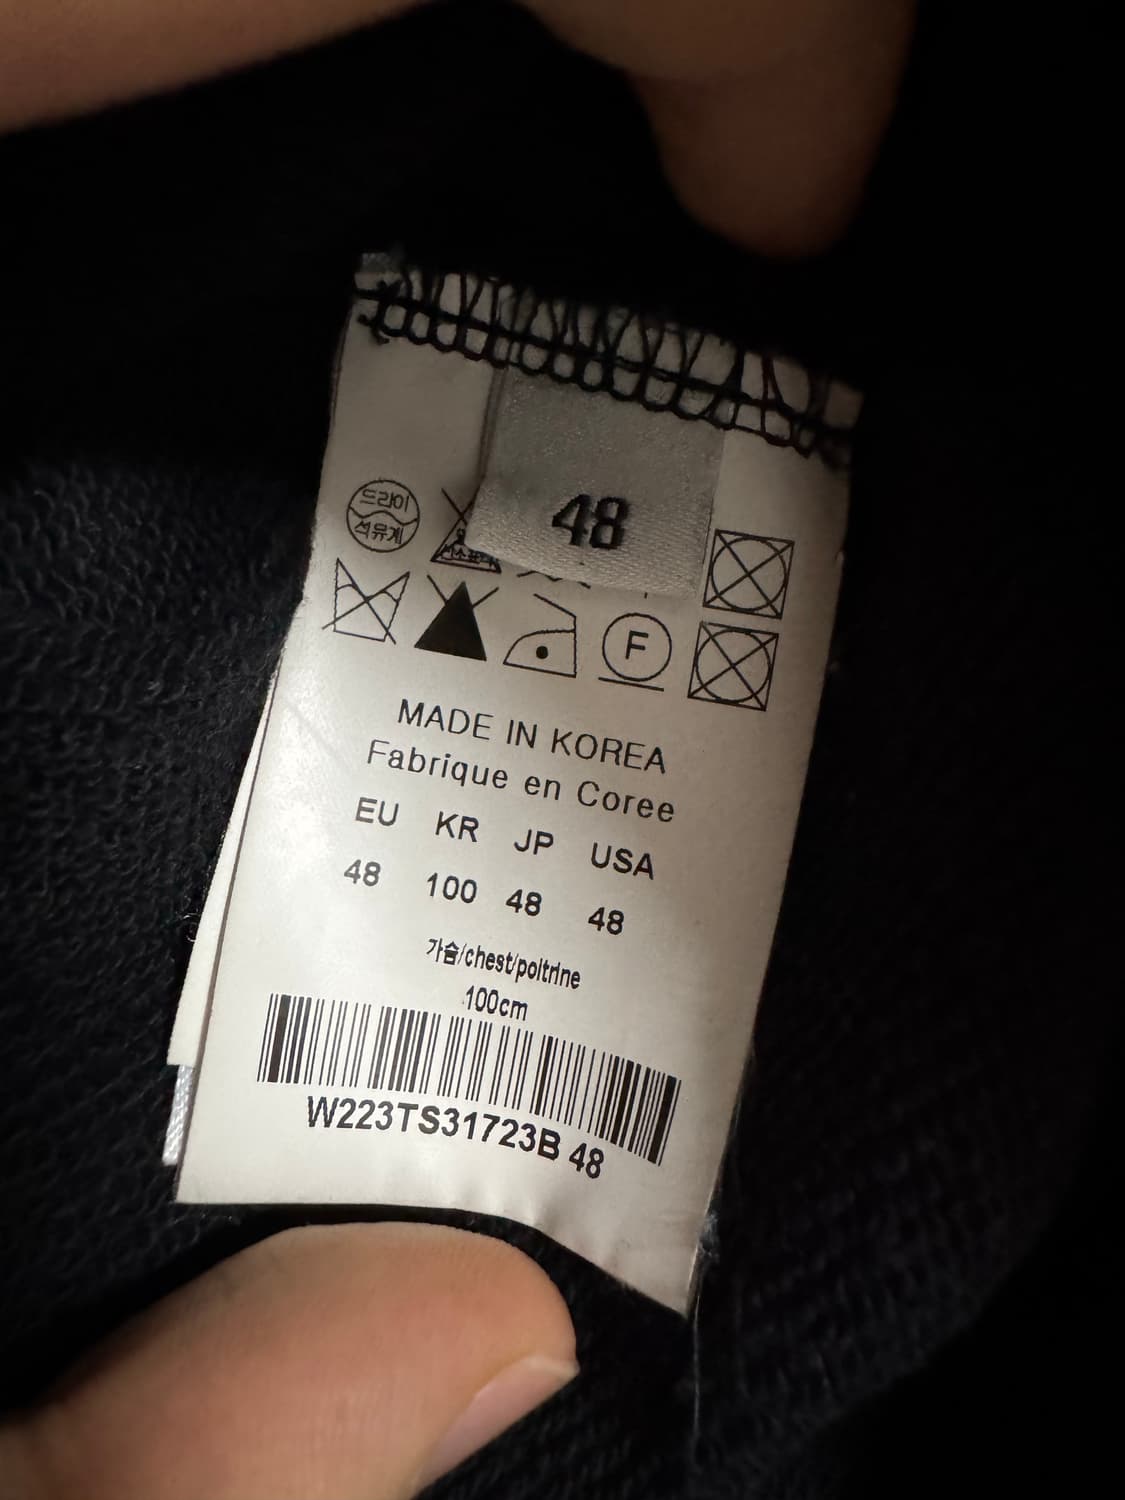 48
드라이
석유계
F
MADE IN KOREA
Fabrique en Coree
EU KR JP USA
48 100 48 48
가슴/chest/poitrine
100cm
W223TS31723B 48